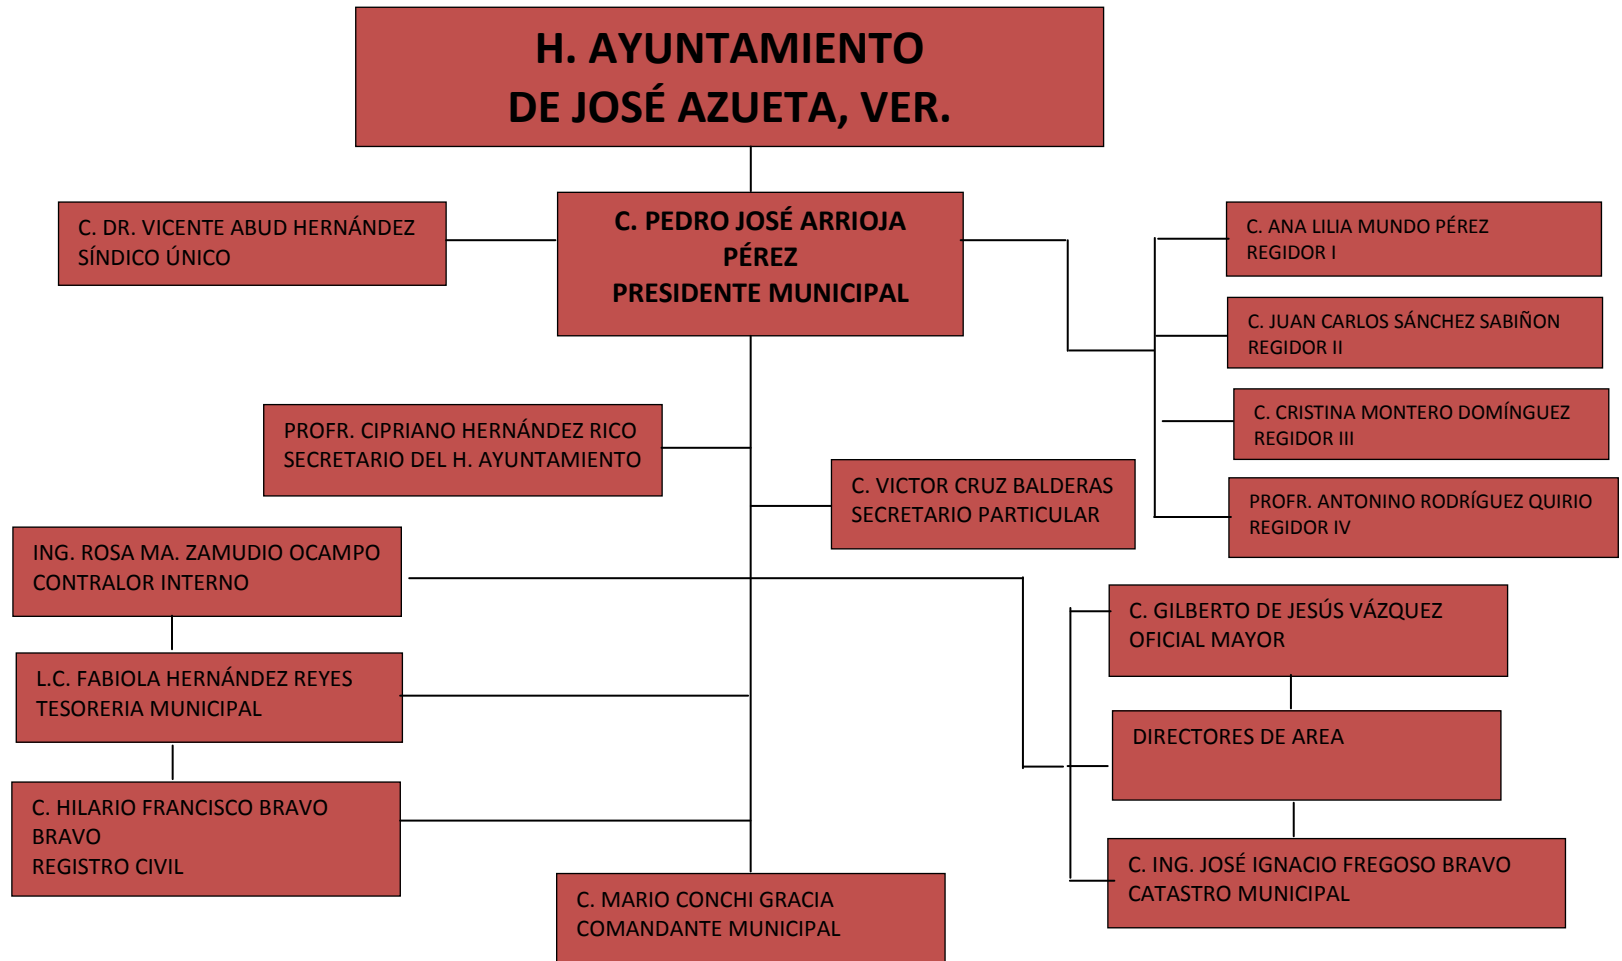 H. AYUNTAMIENTO
DE JOSÉ AZUETA, VER.
C. DR. VICENTE ABUD HERNÁNDEZ
SÍNDICO ÚNICO
C. PEDRO JOSÉ ARRIOJA
PÉREZ
PRESIDENTE MUNICIPAL
C. ANA LILIA MUNDO PÉREZ
REGIDOR I
C. JUAN CARLOS SÁNCHEZ SABIÑON
REGIDOR II
C. CRISTINA MONTERO DOMÍNGUEZ
REGIDOR III
PROFR. ANTONINO RODRÍGUEZ QUIRIO
REGIDOR IV
PROFR. CIPRIANO HERNÁNDEZ RICO
SECRETARIO DEL H. AYUNTAMIENTO
C. VICTOR CRUZ BALDERAS
SECRETARIO PARTICULAR
ING. ROSA MA. ZAMUDIO OCAMPO
CONTRALOR INTERNO
L.C. FABIOLA HERNÁNDEZ REYES
TESORERIA MUNICIPAL
C. HILARIO FRANCISCO BRAVO
BRAVO
REGISTRO CIVIL
C. GILBERTO DE JESÚS VÁZQUEZ
OFICIAL MAYOR
DIRECTORES DE AREA
C. ING. JOSÉ IGNACIO FREGOSO BRAVO
CATASTRO MUNICIPAL
C. MARIO CONCHI GRACIA
COMANDANTE MUNICIPAL